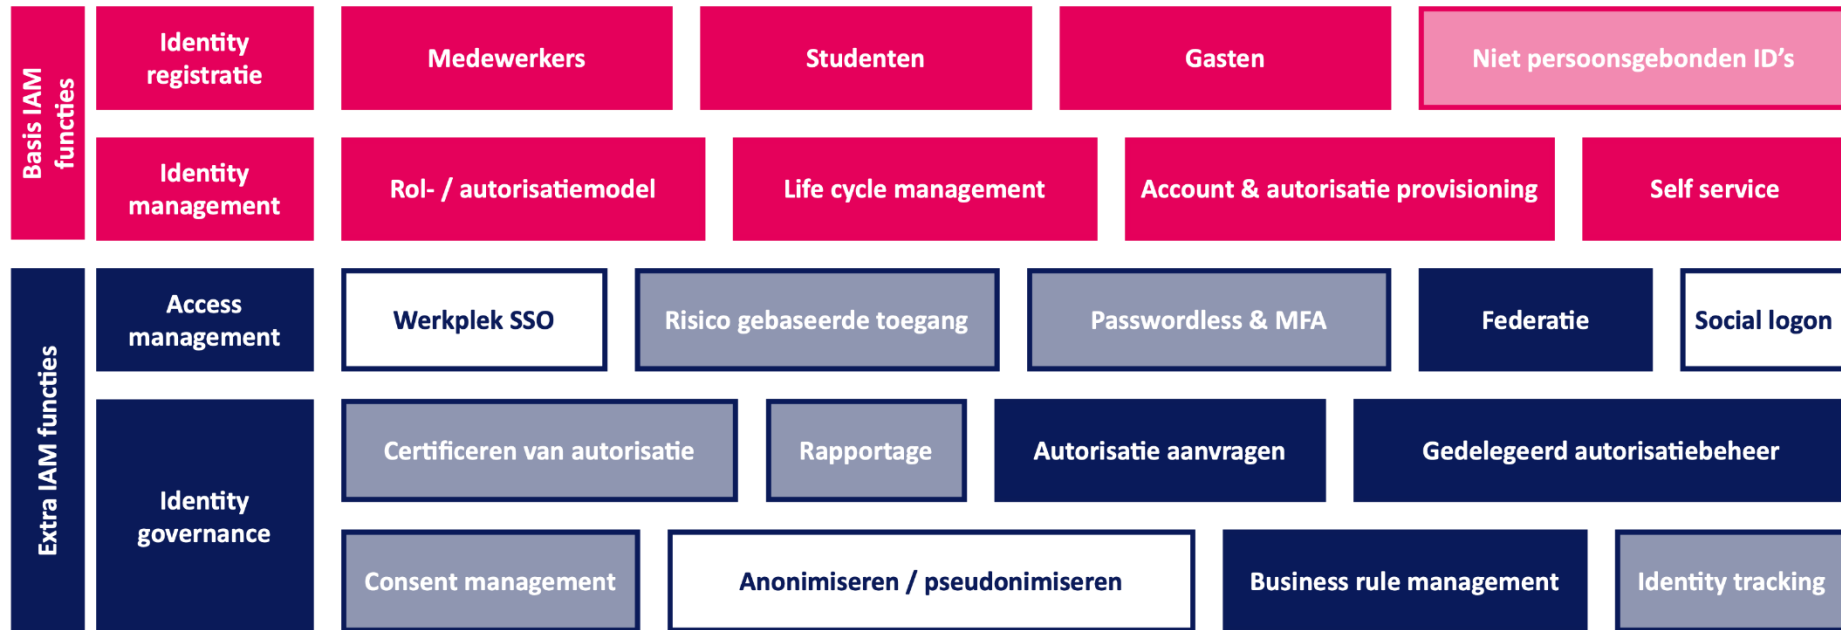 Basis IAM
functies
Identity
registratie
Medewerkers
Studenten
Gasten
Niet persoonsgebonden ID's
Identity
management
Rol- / autorisatiemodel
Life cycle management
Account & autorisatie provisioning
Self service
Extra IAM functies
Access
management
Werkplek SSO
Risico gebaseerde toegang
Passwordless & MFA
Federatie
Social logon
Identity
governance
Certificeren van autorisatie
Rapportage
Autorisatie aanvragen
Gedelegeerd autorisatiebeheer
Consent management
Anonimiseren / pseudonimiseren
Business rule management
Identity tracking